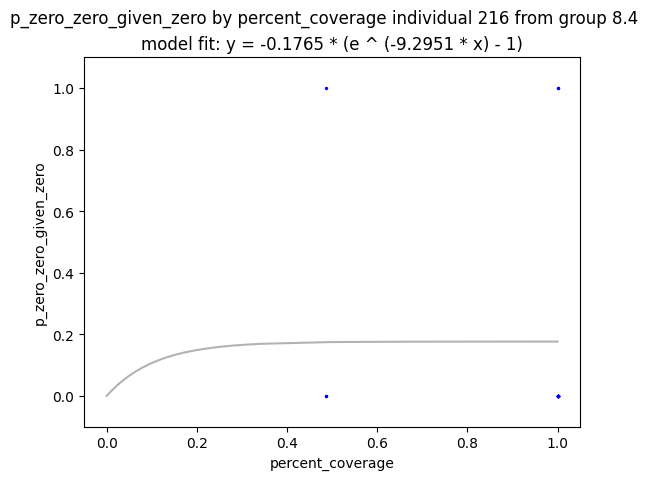 p_zero_zero_given_zero by percent_coverage individual 216 from group 8.4
model fit: y = -0.1765 * (e ^ (-9.2951 * x) - 1)
1.0
0.8
0.6
0.4
0.2
0.0
p_zero_zero_given_zero
0.0 0.2 0.4 0.6 0.8 1.0
percent_coverage